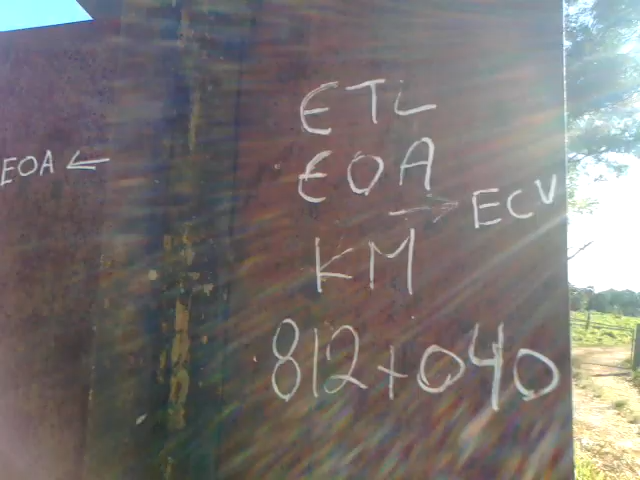 ETL
EOA
EOA ←
→ ECV
KM
812+040